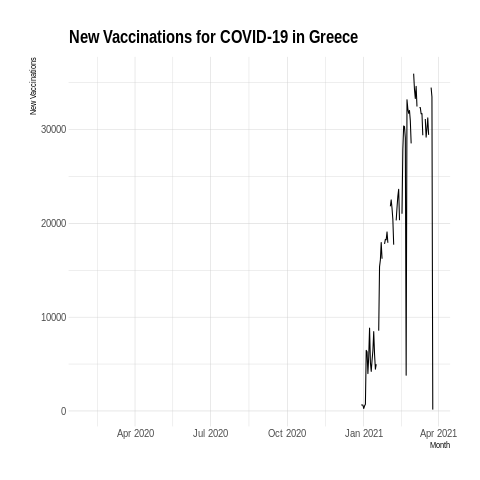 New Vaccinations for COVID-19 in Greece
New Vaccinations
30000
20000
10000
0
Apr 2020 Jul 2020 Oct 2020 Jan 2021 Apr 2021
Month